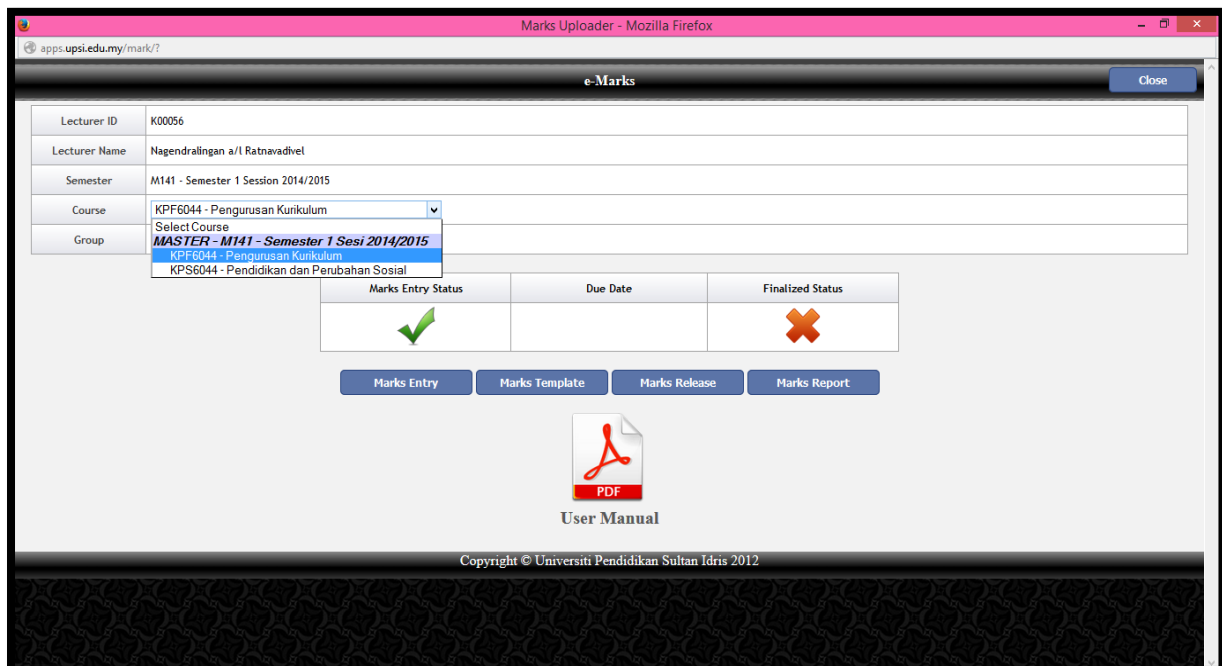 Marks Uploader - Mozilla Firefox
apps.upsi.edu.my/mark/?
e-Marks
Close
Lecturer ID K00056
Lecturer Name Nagendralingan a/l Ratnavadivel
Semester M141 - Semester 1 Session 2014/2015
Course KPF6044 - Pengurusan Kurikulum
Select Course
Group MASTER - M141 - Semester 1 Sesi 2014/2015
KPF6044 - Pengurusan Kurikulum
KPS6044 - Pendidikan dan Perubahan Sosial
Marks Entry Status Due Date Finalized Status
Marks Entry Marks Template Marks Release Marks Report
PDF
User Manual
Copyright © Universiti Pendidikan Sultan Idris 2012